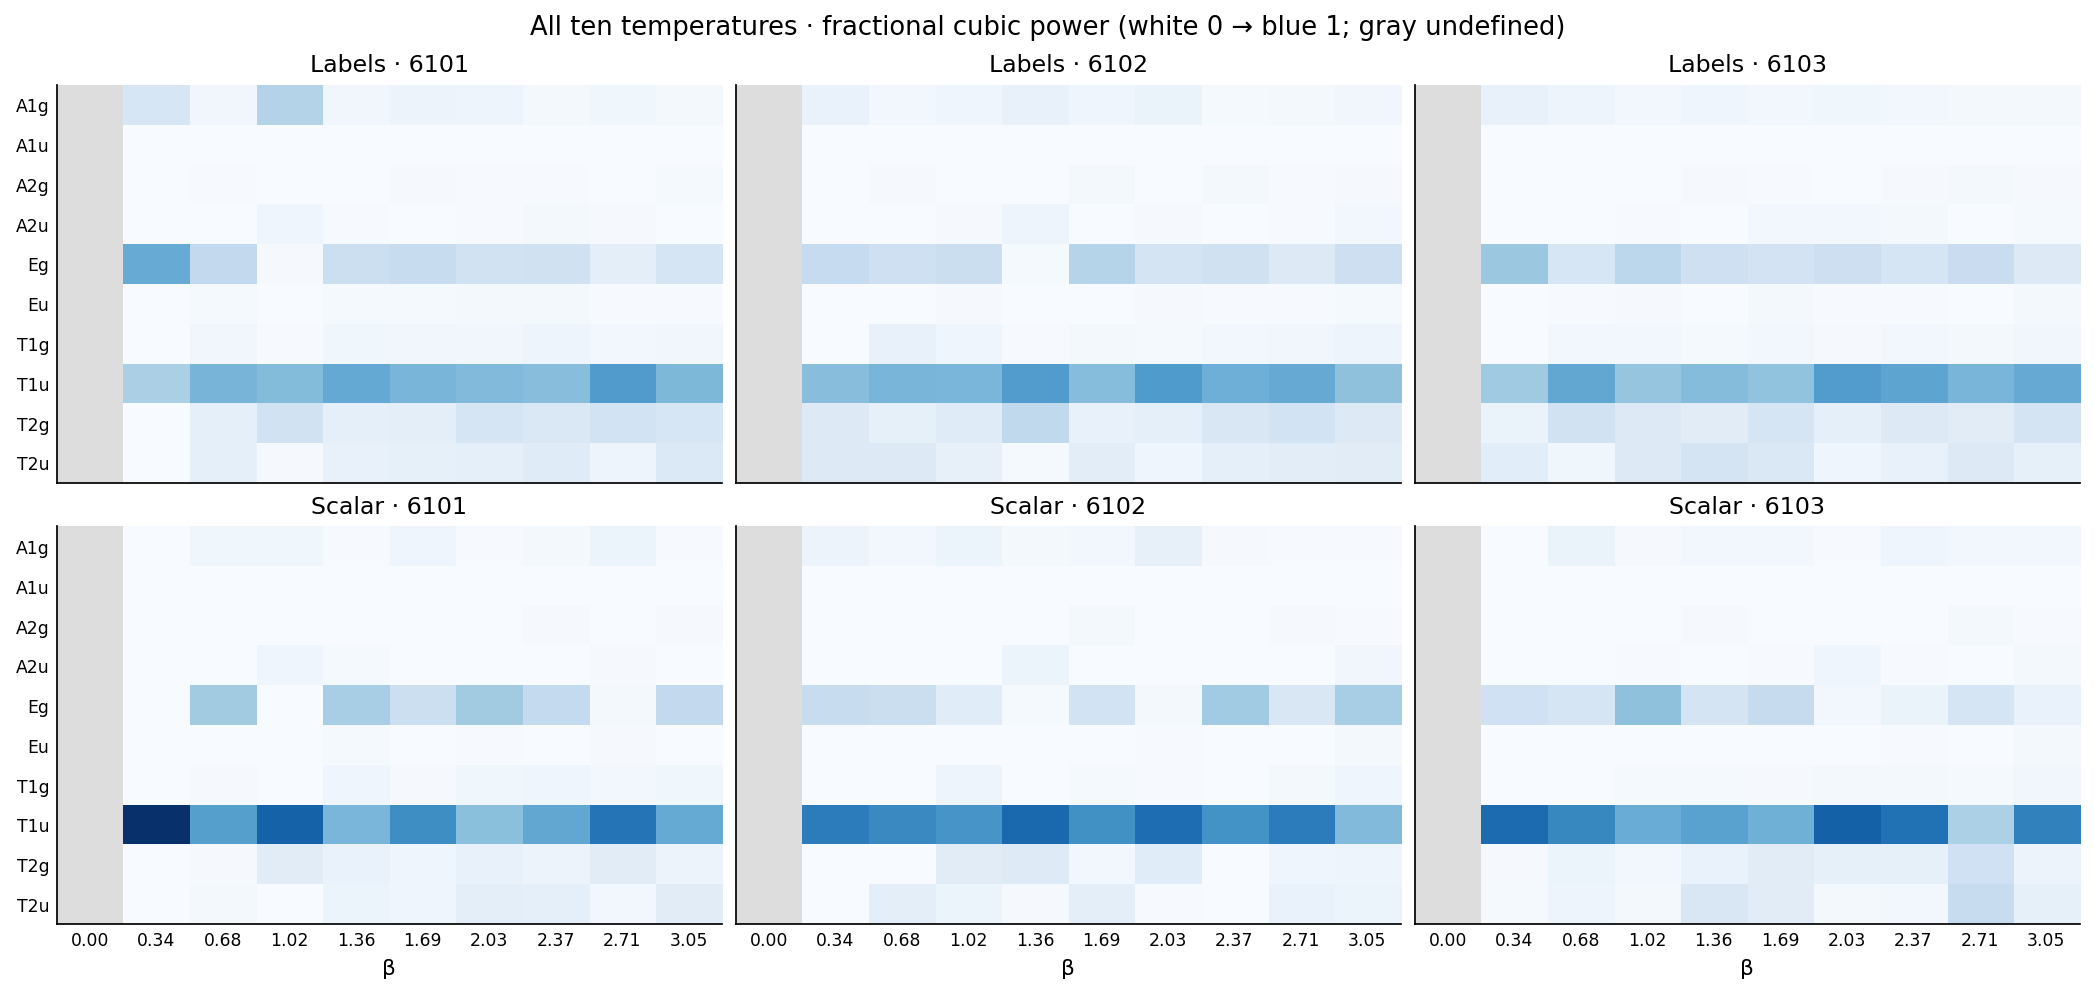 All ten temperatures · fractional cubic power (white 0 → blue 1; gray undefined)
Labels · 6101
Labels · 6102
Labels · 6103
A1g
A1u
A2g
A2u
Eg
Eu
T1g
T1u
T2g
T2u
Scalar · 6101
Scalar · 6102
Scalar · 6103
A1g
A1u
A2g
A2u
Eg
Eu
T1g
T1u
T2g
T2u
0.00 0.34 0.68 1.02 1.36 1.69 2.03 2.37 2.71 3.05
0.00 0.34 0.68 1.02 1.36 1.69 2.03 2.37 2.71 3.05
0.00 0.34 0.68 1.02 1.36 1.69 2.03 2.37 2.71 3.05
β
β
β